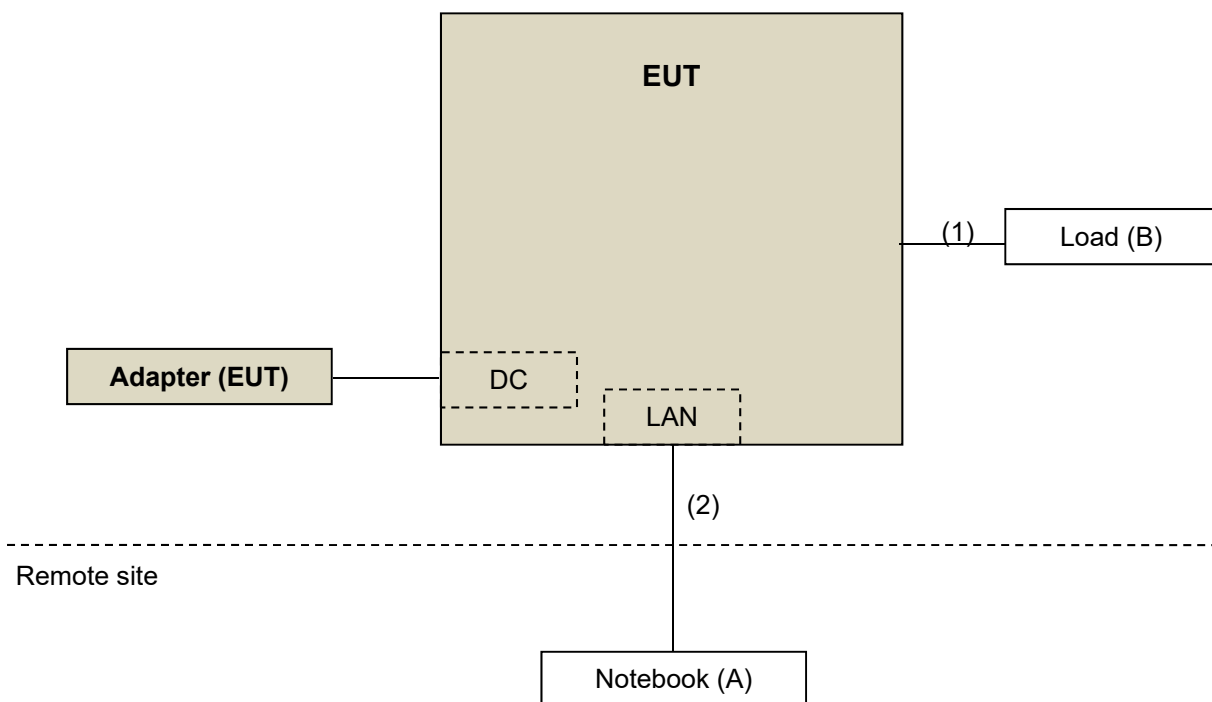 EUT
(1)
Load (B)
Adapter (EUT)
DC
LAN
(2)
Remote site
Notebook (A)